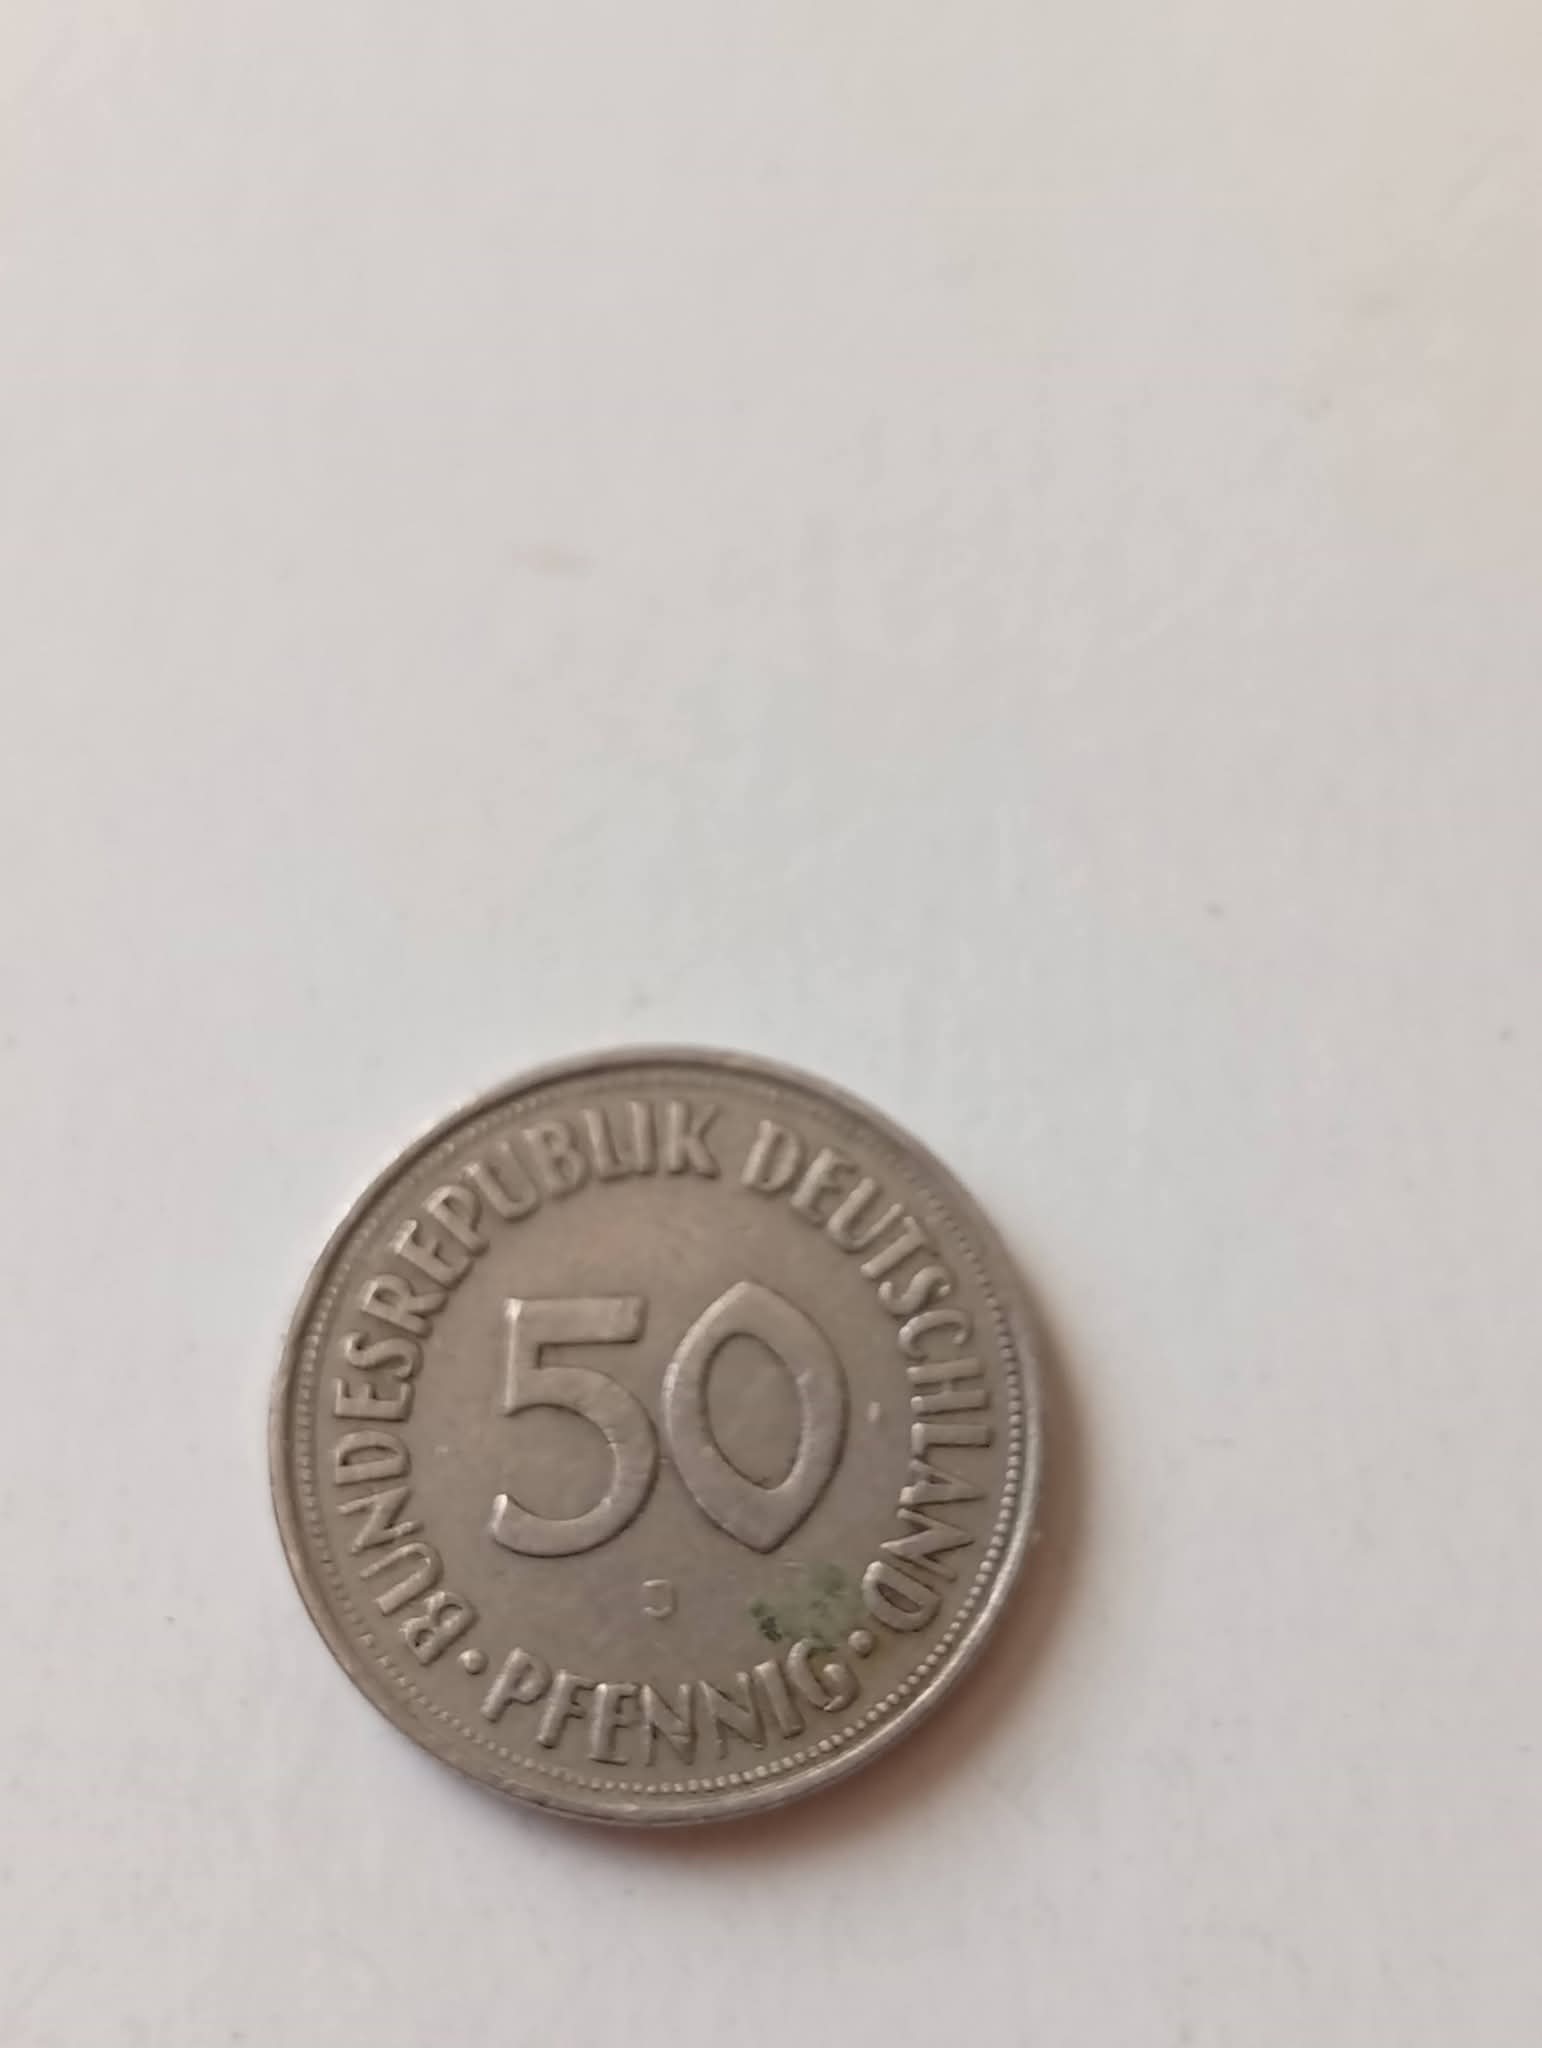 BUNDESREPUBLIK DEUTSCHLAND
50
J
• PFENNIG •